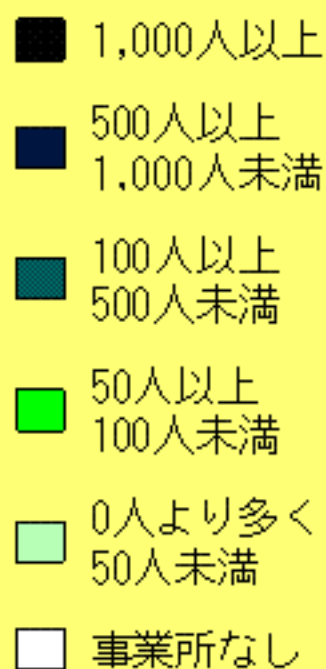 1,000人以上
500人以上
1,000人未満
100人以上
500人未満
50人以上
100人未満
0人より多く
50人未満
事業所なし